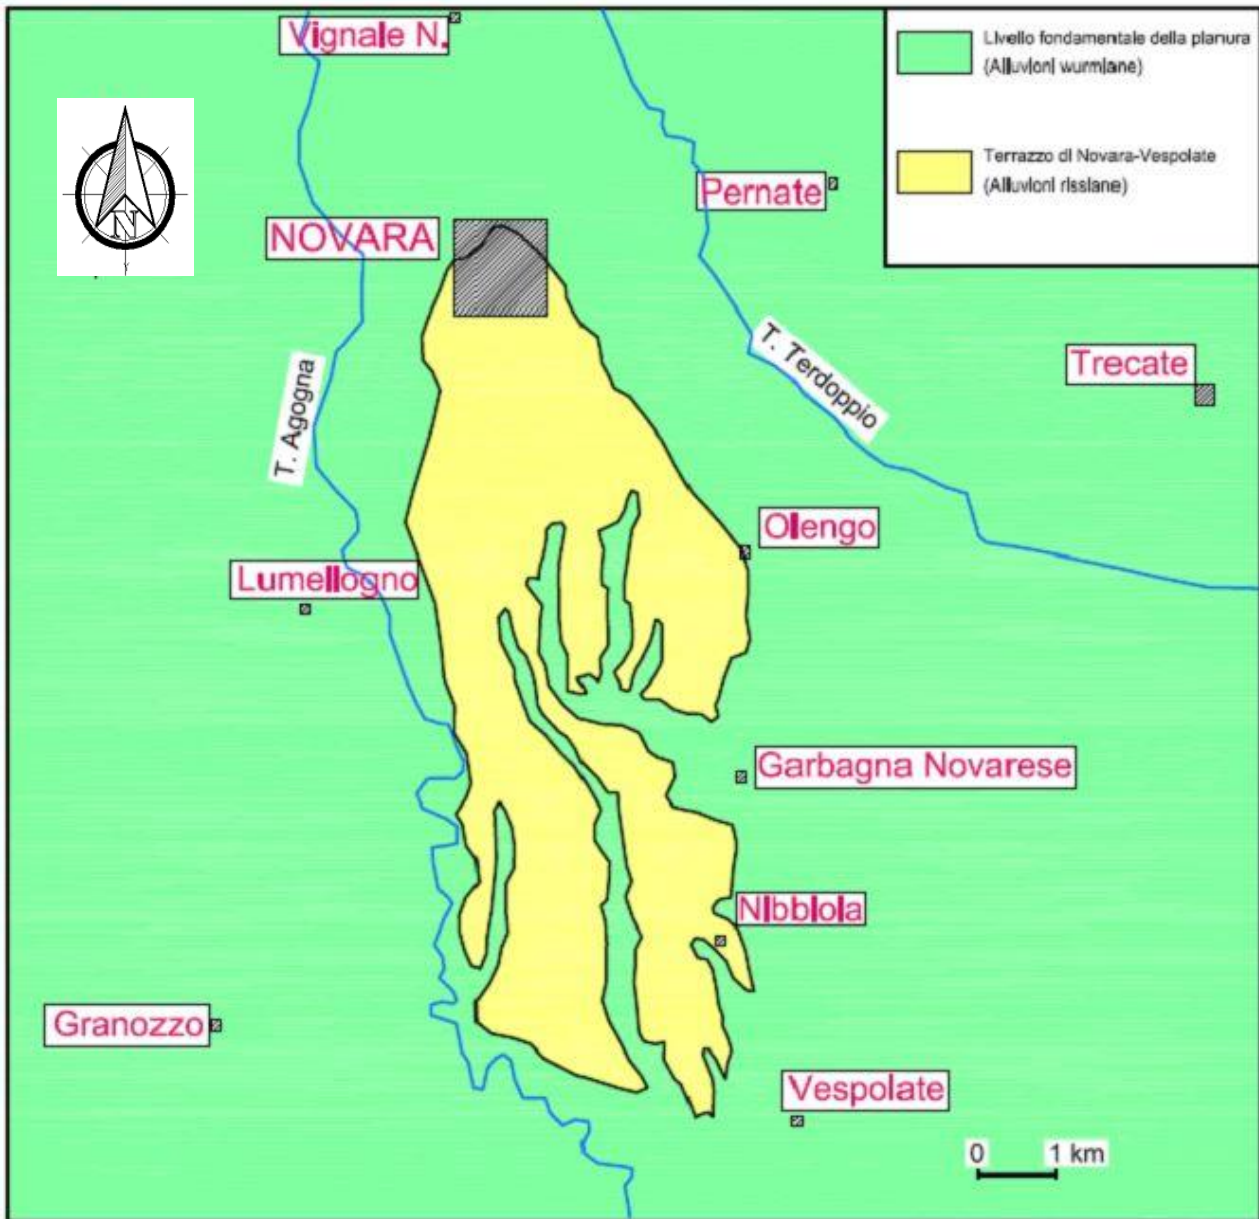 Vignale N.
Livello fondamentale della pianura
(Alluvioni wurmiane)
Terrazzo di Novara-Vespolate
(Alluvioni rissiane)
N
Pernate
NOVARA
T. Terdoppio
Trecate
T. Agogna
Olengo
Lumellogno
Garbagna Novarese
Nibbiola
Granozzo
Vespolate
0 1 km